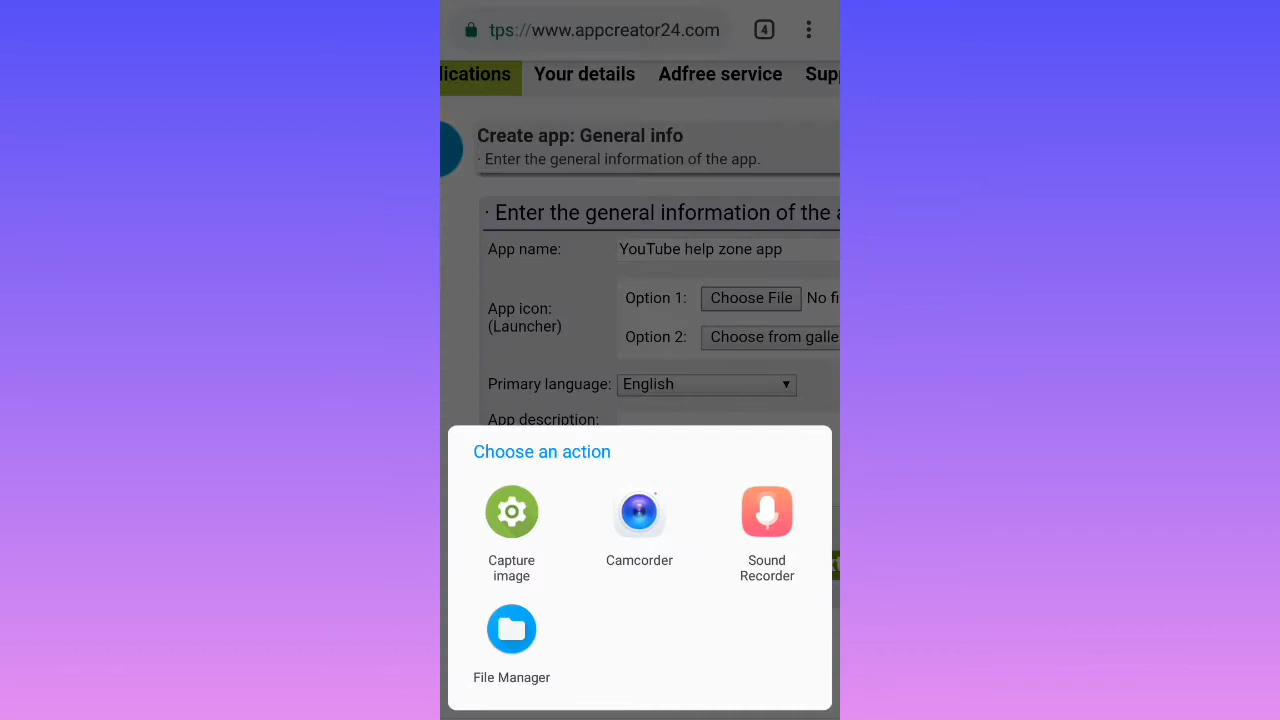 tps://www.appcreator24.com 4
lications Your details Adfree service Sup
Create app: General info
· Enter the general information of the app.
· Enter the general information of the a
App name: YouTube help zone app
App icon:
(Launcher)
Option 1: Choose File No fi
Option 2: Choose from galle
Primary language: English
App description:
Choose an action
Capture
image
Camcorder
Sound
Recorder
File Manager